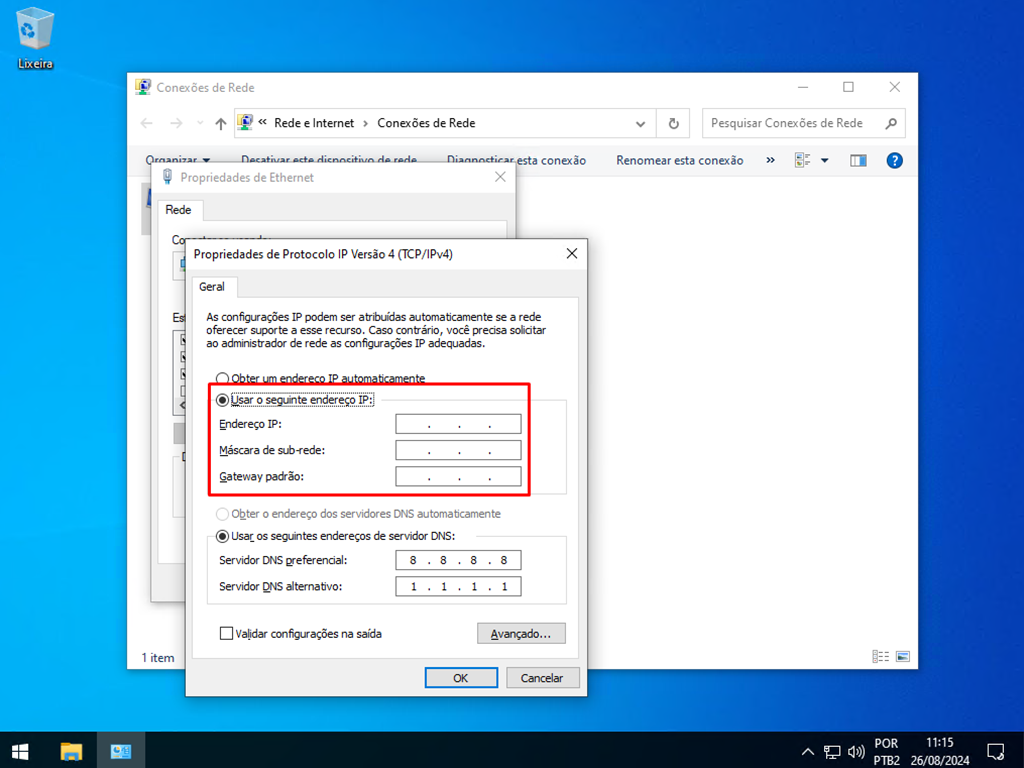 Lixeira
Conexões de Rede
« Rede e Internet › Conexões de Rede
Pesquisar Conexões de Rede
Organizar
Desativar este dispositivo de rede
Diagnosticar esta conexão
Renomear esta conexão
»
Propriedades de Ethernet
Rede
Conectar usando:
Propriedades de Protocolo IP Versão 4 (TCP/IPv4)
Geral
As configurações IP podem ser atribuídas automaticamente se a rede
oferecer suporte a esse recurso. Caso contrário, você precisa solicitar
ao administrador de rede as configurações IP adequadas.
Obter um endereço IP automaticamente
Usar o seguinte endereço IP:
Endereço IP: . . .
Máscara de sub-rede: . . .
Gateway padrão: . . .
Obter o endereço dos servidores DNS automaticamente
Usar os seguintes endereços de servidor DNS:
Servidor DNS preferencial: 8 . 8 . 8 . 8
Servidor DNS alternativo: 1 . 1 . 1 . 1
Validar configurações na saída
Avançado...
1 item
OK
Cancelar
POR
PTB2
11:15
26/08/2024